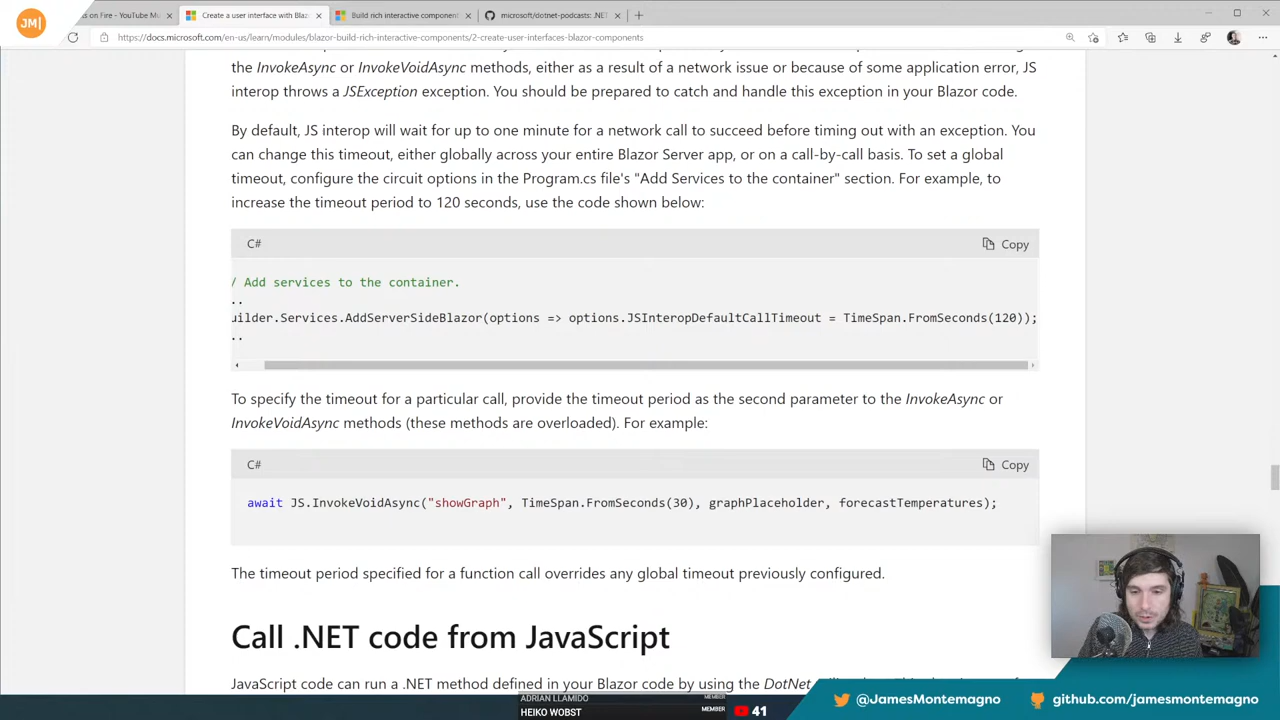 JM|
s on Fire - YouTube Mu
Create a user interface with Blaz
Build rich interactive component
microsoft/dotnet-podcasts: .NET
https://docs.microsoft.com/en-us/learn/modules/blazor-build-rich-interactive-components/2-create-user-interfaces-blazor-components
the InvokeAsync or InvokeVoidAsync methods, either as a result of a network issue or because of some application error, JS
interop throws a JSException exception. You should be prepared to catch and handle this exception in your Blazor code.
By default, JS interop will wait for up to one minute for a network call to succeed before timing out with an exception. You
can change this timeout, either globally across your entire Blazor Server app, or on a call-by-call basis. To set a global
timeout, configure the circuit options in the Program.cs file's "Add Services to the container" section. For example, to
increase the timeout period to 120 seconds, use the code shown below:
C#
Copy
/ Add services to the container.
..
uilder.Services.AddServerSideBlazor(options => options.JSInteropDefaultCallTimeout = TimeSpan.FromSeconds(120));
..
To specify the timeout for a particular call, provide the timeout period as the second parameter to the InvokeAsync or
InvokeVoidAsync methods (these methods are overloaded). For example:
C#
Copy
await JS.InvokeVoidAsync("showGraph", TimeSpan.FromSeconds(30), graphPlaceholder, forecastTemperatures);
The timeout period specified for a function call overrides any global timeout previously configured.
Call .NET code from JavaScript
JavaScript code can run a .NET method defined in your Blazor code by using the DotNet
ADRIAN LLAMIDO MEMBER
HEIKO WOBST MEMBER
41
@JamesMontemagno
github.com/jamesmontemagno